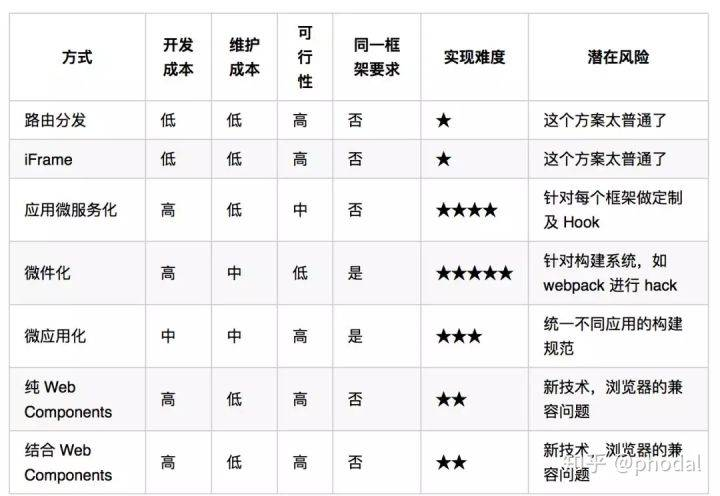 方式 开发成本 维护成本 可行性 同一框架要求 实现难度 潜在风险
路由分发 低 低 高 否 ★ 这个方案太普通了
iFrame 低 低 高 否 ★ 这个方案太普通了
应用微服务化 高 低 中 否 ★★★★ 针对每个框架做定制及 Hook
微件化 高 中 低 是 ★★★★★ 针对构建系统，如 webpack 进行 hack
微应用化 中 中 高 是 ★★★ 统一不同应用的构建规范
纯 Web Components 高 低 高 否 ★★ 新技术，浏览器的兼容问题
结合 Web Components 高 低 高 否 ★★ 新技术，浏览器的兼容问题
知乎 @phodal